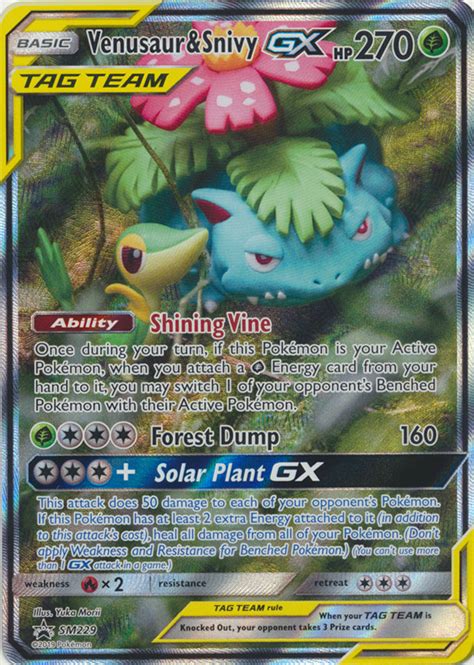 BASIC Venusaur&Snivy GX HP270
TAG TEAM
Ability Shining Vine
Once during your turn, if this Pokémon is your Active
Pokémon, when you attach a Energy card from your
hand to it, you may switch 1 of your opponent's Benched
Pokémon with their Active Pokémon.
Forest Dump 160
+ Solar Plant GX
This attack does 50 damage to each of your opponent's Pokémon.
If this Pokémon has at least 2 extra Energy attached to it (in addition
to this attack's cost), heal all damage from all of your Pokémon. (Don't
apply Weakness and Resistance for Benched Pokémon.) (You can't use more
than 1 GX attack in a game.)
weakness ×2 resistance retreat
TAG TEAM rule
Illus. Yuka Morii
When your TAG TEAM is
SM229
Knocked Out, your opponent takes 3 Prize cards.
©2019 Pokémon